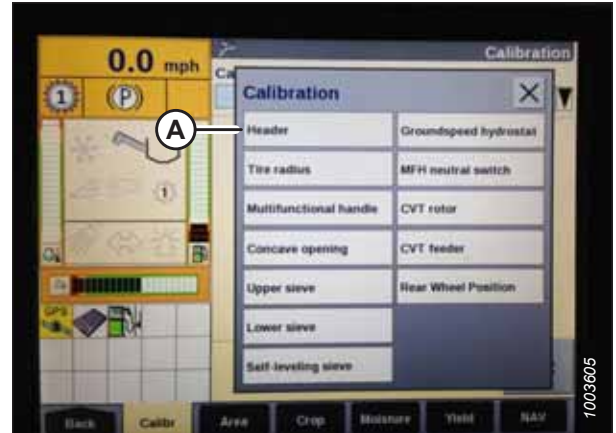 0.0 mph
Calibration
Ca
1
(P)
A
Calibration
Header
Groundspeed hydrostat
Tire radius
MFH neutral switch
1
Multifunctional handle
CVT rotor
Concave opening
CVT feeder
Upper sieve
Rear Wheel Position
Lower sieve
Self-leveling sieve
GPS
Back
Calibr
Area
Crop
Moisture
Yield
NAV
1003605